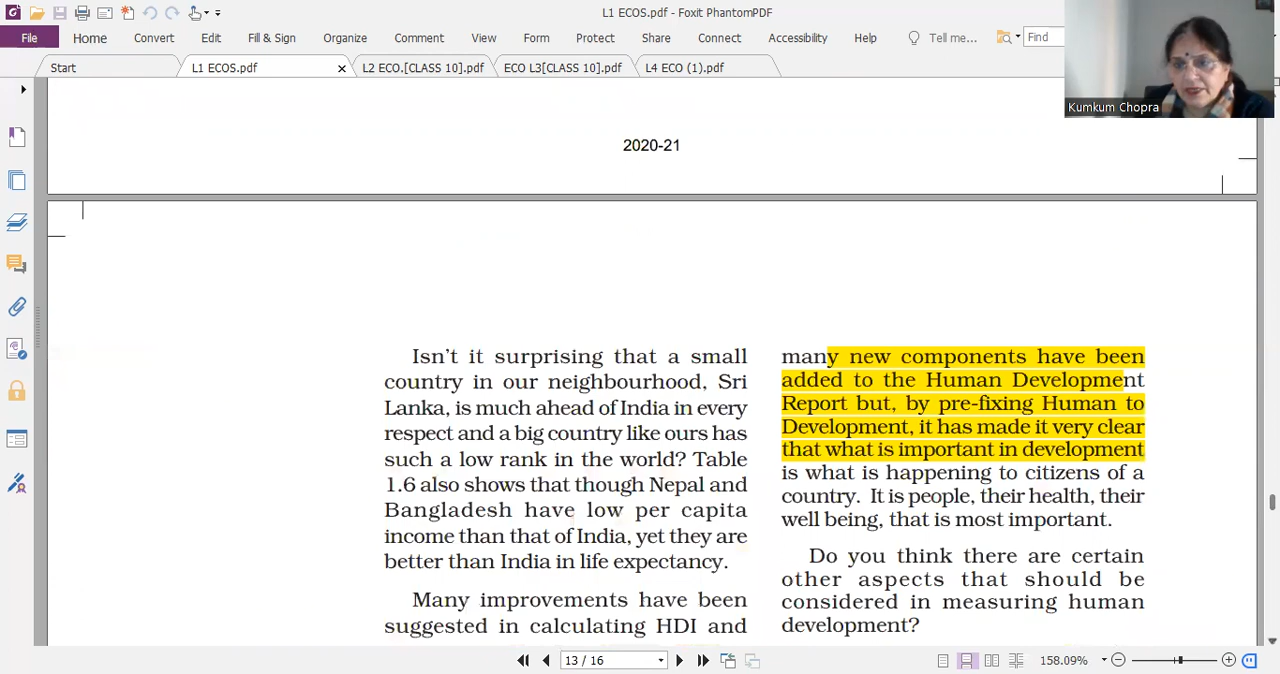 L1 ECOS.pdf - Foxit PhantomPDF
File Home Convert Edit Fill & Sign Organize Comment View Form Protect Share Connect Accessibility Help Tell me... Find
Start L1 ECOS.pdf L2 ECO.[CLASS 10].pdf ECO L3[CLASS 10].pdf L4 ECO (1).pdf
Kumkum Chopra
2020-21
Isn't it surprising that a small
country in our neighbourhood, Sri
Lanka, is much ahead of India in every
respect and a big country like ours has
such a low rank in the world? Table
1.6 also shows that though Nepal and
Bangladesh have low per capita
income than that of India, yet they are
better than India in life expectancy.
Many improvements have been
suggested in calculating HDI and
many new components have been
added to the Human Development
Report but, by pre-fixing Human to
Development, it has made it very clear
that what is important in development
is what is happening to citizens of a
country. It is people, their health, their
well being, that is most important.
Do you think there are certain
other aspects that should be
considered in measuring human
development?
13 / 16
158.09%